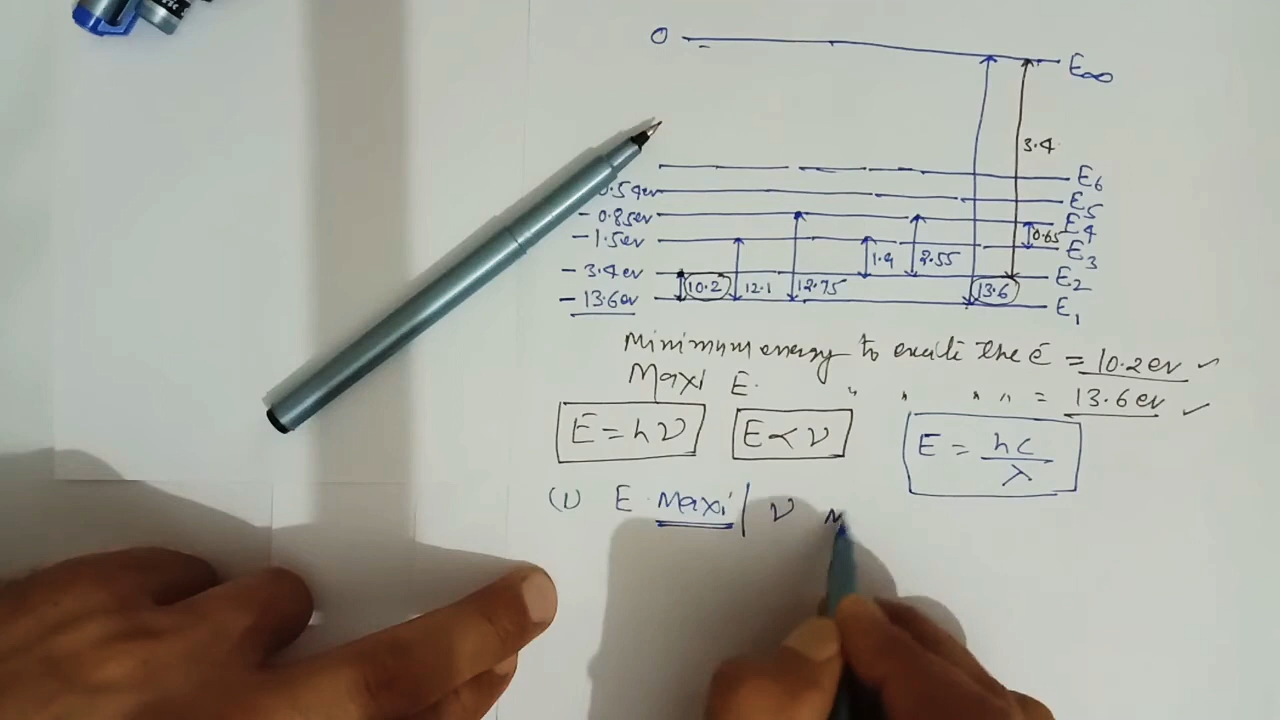 0 E∞
3.4
E6
0.54ev E5
- 0.85ev E4
0.65
- 1.5ev 1.9 2.55 E3
- 3.4ev E2
10.2 12.1 12.75 13.6
- 13.6ev E1
Minimum energy to excite the e̅ = 10.2ev ✓
Maxi E. " " " " = 13.6ev ✓
E = hν E ∝ ν E = hc/λ
(1) E Maxi | ν M